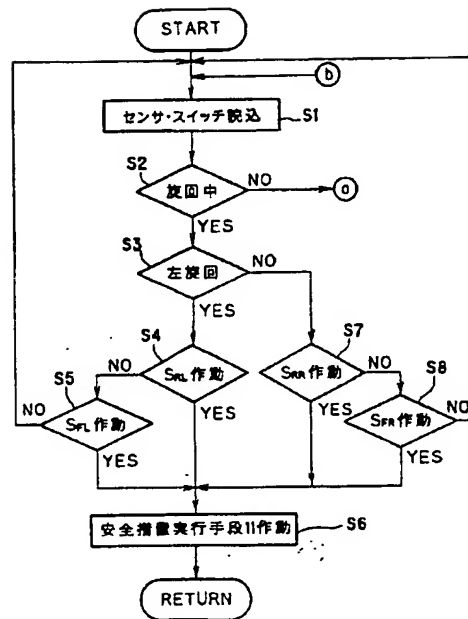 START
b
センサ・スイッチ読込 S1
S2
旋回中 NO a
YES
S3
左旋回 NO
YES
S4 S7
NO SRL作動 SRR作動 NO S8
S5
NO SFL作動 YES YES SFR作動 NO
YES YES
安全措置実行手段11作動 S6
RETURN